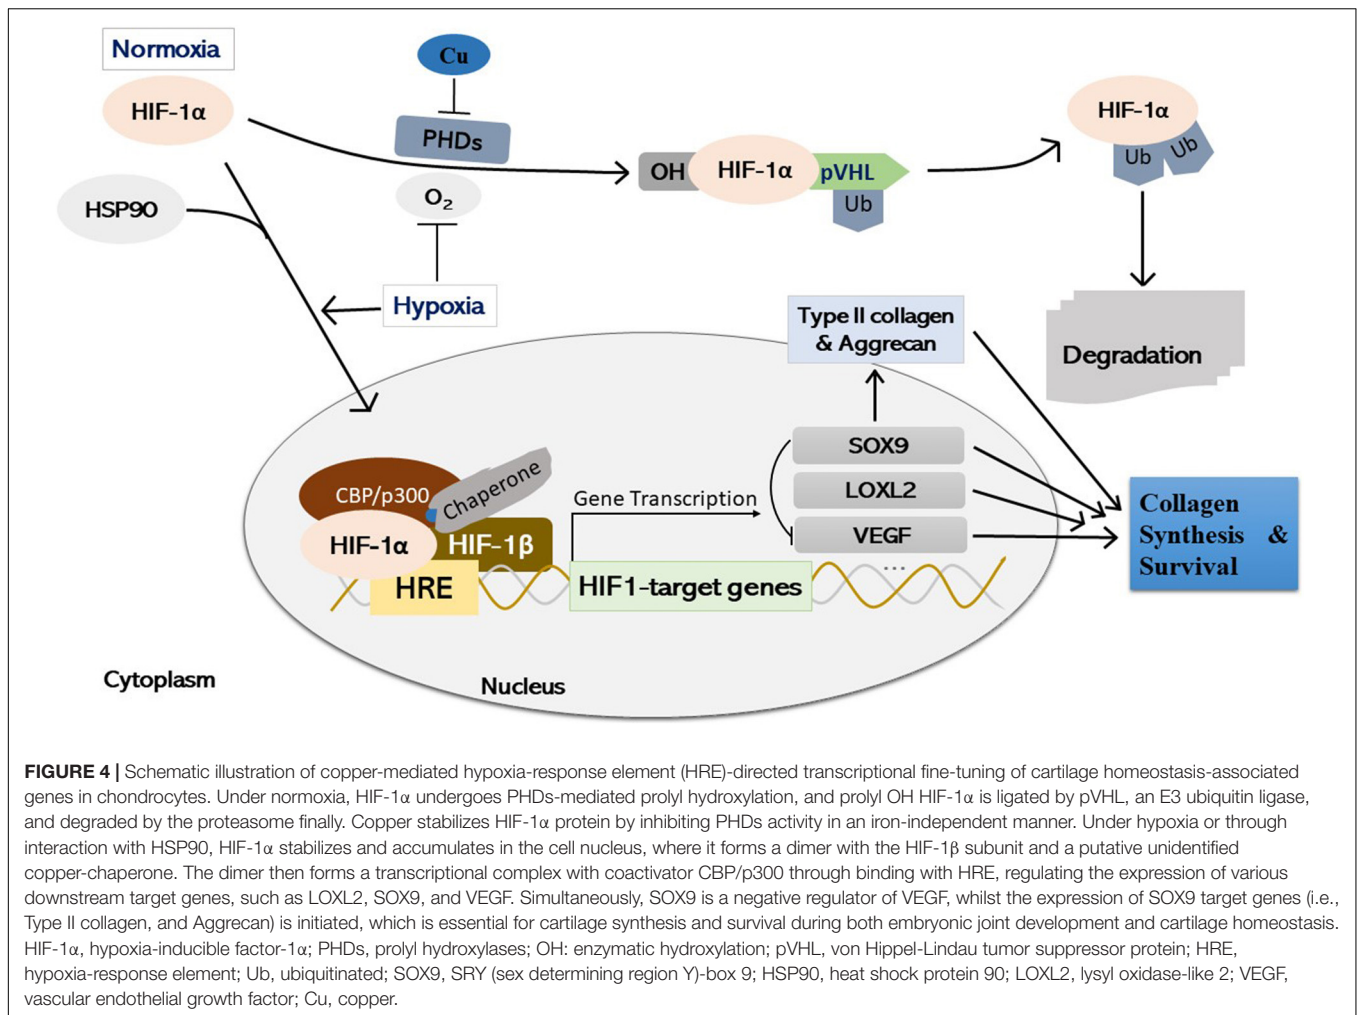 Normoxia
Cu
HIF-1α
PHDs
HIF-1α
Ub
Ub
OH
HIF-1α
pVHL
Ub
HSP90
O₂
Hypoxia
Type II collagen
& Aggrecan
Degradation
SOX9
LOXL2
VEGF
...
CBP/p300
Chaperone
Gene Transcription
HIF-1α
HIF-1β
HRE
HIF1-target genes
Collagen
Synthesis &
Survival
Cytoplasm
Nucleus
FIGURE 4 | Schematic illustration of copper-mediated hypoxia-response element (HRE)-directed transcriptional fine-tuning of cartilage homeostasis-associated
genes in chondrocytes. Under normoxia, HIF-1α undergoes PHDs-mediated prolyl hydroxylation, and prolyl OH HIF-1α is ligated by pVHL, an E3 ubiquitin ligase,
and degraded by the proteasome finally. Copper stabilizes HIF-1α protein by inhibiting PHDs activity in an iron-independent manner. Under hypoxia or through
interaction with HSP90, HIF-1α stabilizes and accumulates in the cell nucleus, where it forms a dimer with the HIF-1β subunit and a putative unidentified
copper-chaperone. The dimer then forms a transcriptional complex with coactivator CBP/p300 through binding with HRE, regulating the expression of various
downstream target genes, such as LOXL2, SOX9, and VEGF. Simultaneously, SOX9 is a negative regulator of VEGF, whilst the expression of SOX9 target genes (i.e.,
Type II collagen, and Aggrecan) is initiated, which is essential for cartilage synthesis and survival during both embryonic joint development and cartilage homeostasis.
HIF-1α, hypoxia-inducible factor-1α; PHDs, prolyl hydroxylases; OH: enzymatic hydroxylation; pVHL, von Hippel-Lindau tumor suppressor protein; HRE,
hypoxia-response element; Ub, ubiquitinated; SOX9, SRY (sex determining region Y)-box 9; HSP90, heat shock protein 90; LOXL2, lysyl oxidase-like 2; VEGF,
vascular endothelial growth factor; Cu, copper.